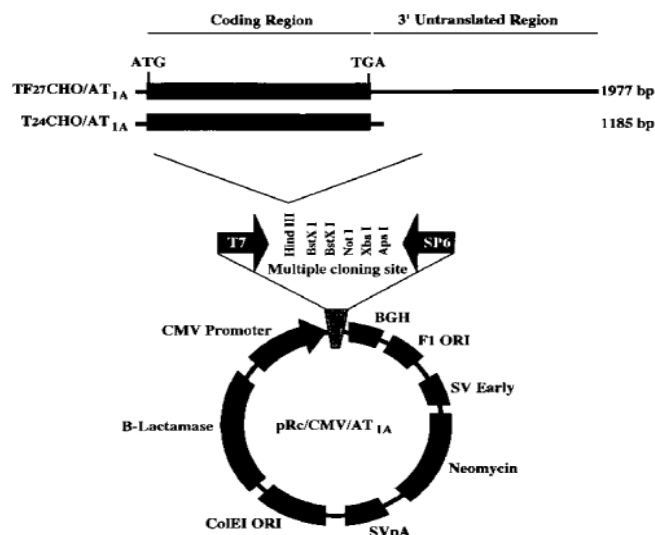 Coding Region 3' Untranslated Region
ATG TGA
TF27CHO/AT1A 1977 bp
T24CHO/AT1A 1185 bp
T7 Hind III BstX 1 BstX I Not I Xba I Apa I SP6
Multiple cloning site
CMV Promoter BGH
F1 ORI
SV Early
B-Lactamase pRc/CMV/AT1A
Neomycin
ColEI ORI SVpA